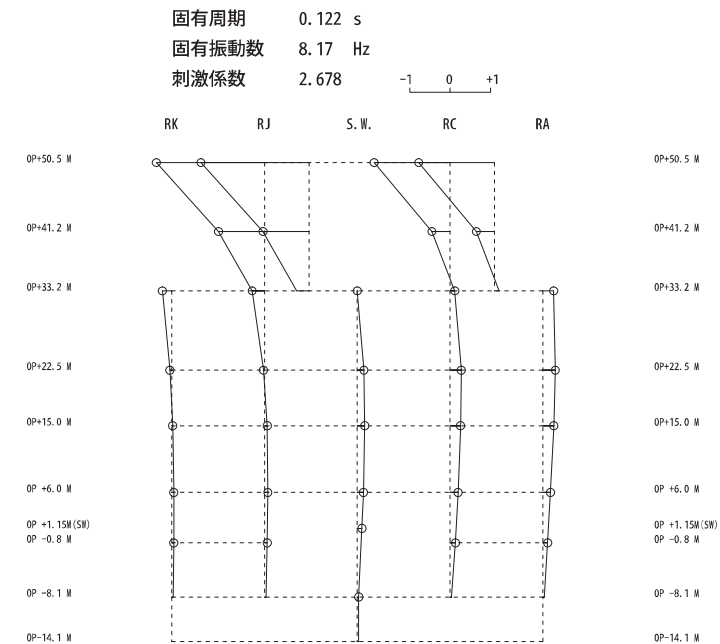 固有周期 0.122 s
固有振動数 8.17 Hz
刺激係数 2.678
-1 0 +1
RK RJ S.W. RC RA
OP+50.5 M OP+50.5 M
OP+41.2 M OP+41.2 M
OP+33.2 M OP+33.2 M
OP+22.5 M OP+22.5 M
OP+15.0 M OP+15.0 M
OP +6.0 M OP +6.0 M
OP +1.15M(SW) OP +1.15M(SW)
OP -0.8 M OP -0.8 M
OP -8.1 M OP -8.1 M
OP-14.1 M OP-14.1 M